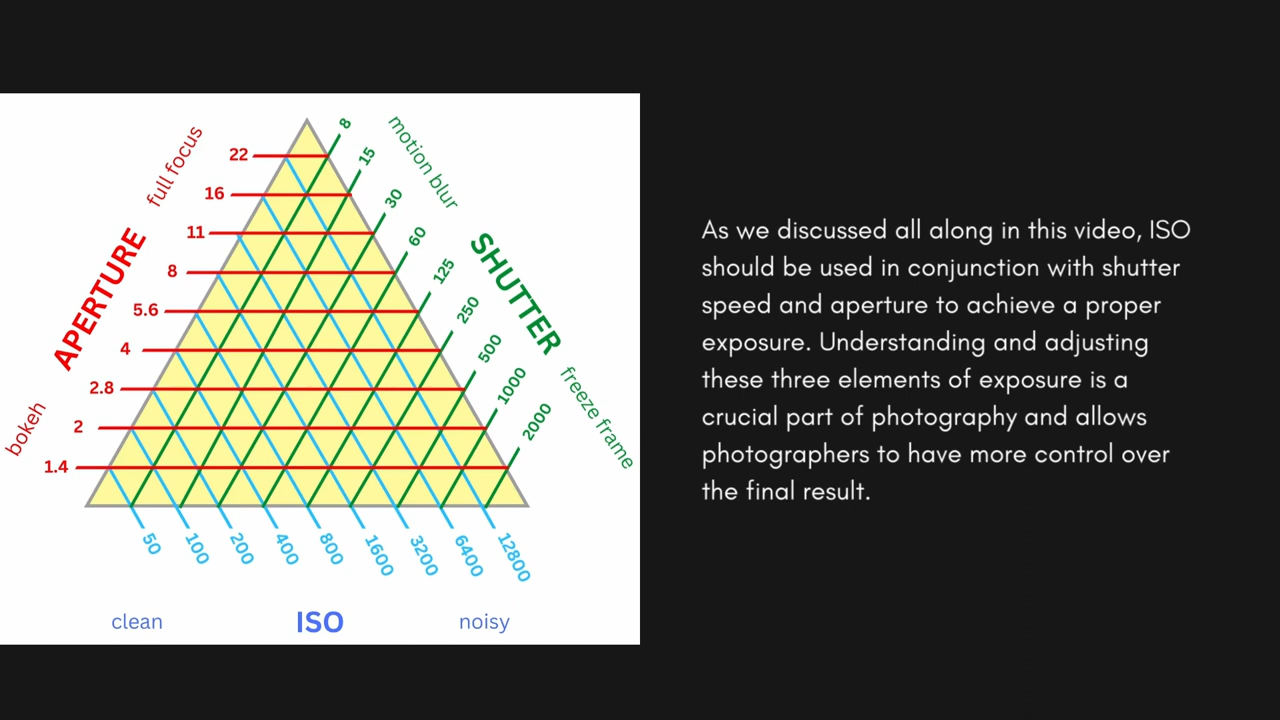 full focus
APERTURE
bokeh
22
16
11
8
5.6
4
2.8
2
1.4
motion blur
SHUTTER
freeze frame
8
15
30
60
125
250
500
1000
2000
50
100
200
400
800
1600
3200
6400
12800
clean
ISO
noisy
As we discussed all along in this video, ISO
should be used in conjunction with shutter
speed and aperture to achieve a proper
exposure. Understanding and adjusting
these three elements of exposure is a
crucial part of photography and allows
photographers to have more control over
the final result.